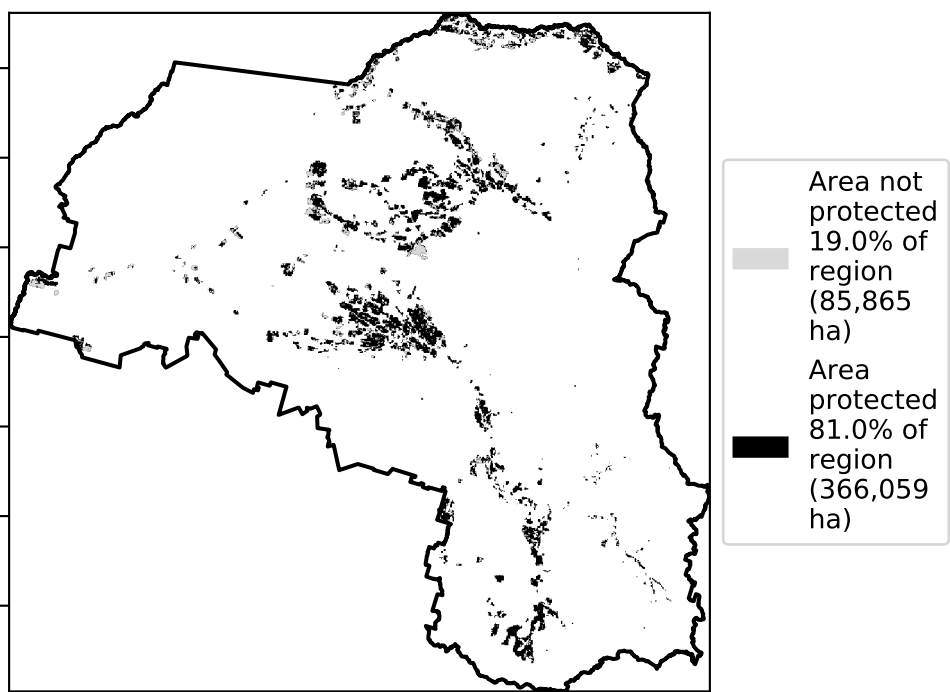 Area not
protected
19.0% of
region
(85,865
ha)
Area
protected
81.0% of
region
(366,059
ha)